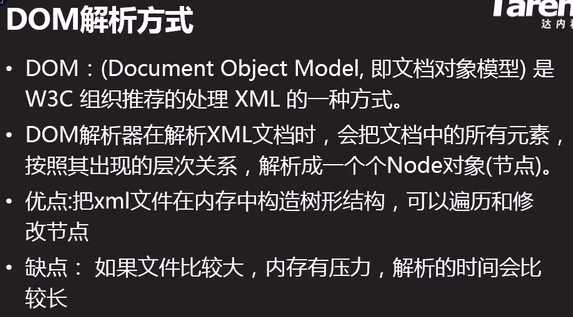 DOM解析方式
Taren
达内科
• DOM：(Document Object Model, 即文档对象模型) 是
W3C 组织推荐的处理 XML 的一种方式。
• DOM解析器在解析XML文档时，会把文档中的所有元素，
按照其出现的层次关系，解析成一个个Node对象(节点)。
• 优点:把xml文件在内存中构造树形结构，可以遍历和修
改节点
• 缺点： 如果文件比较大，内存有压力，解析的时间会比
较长